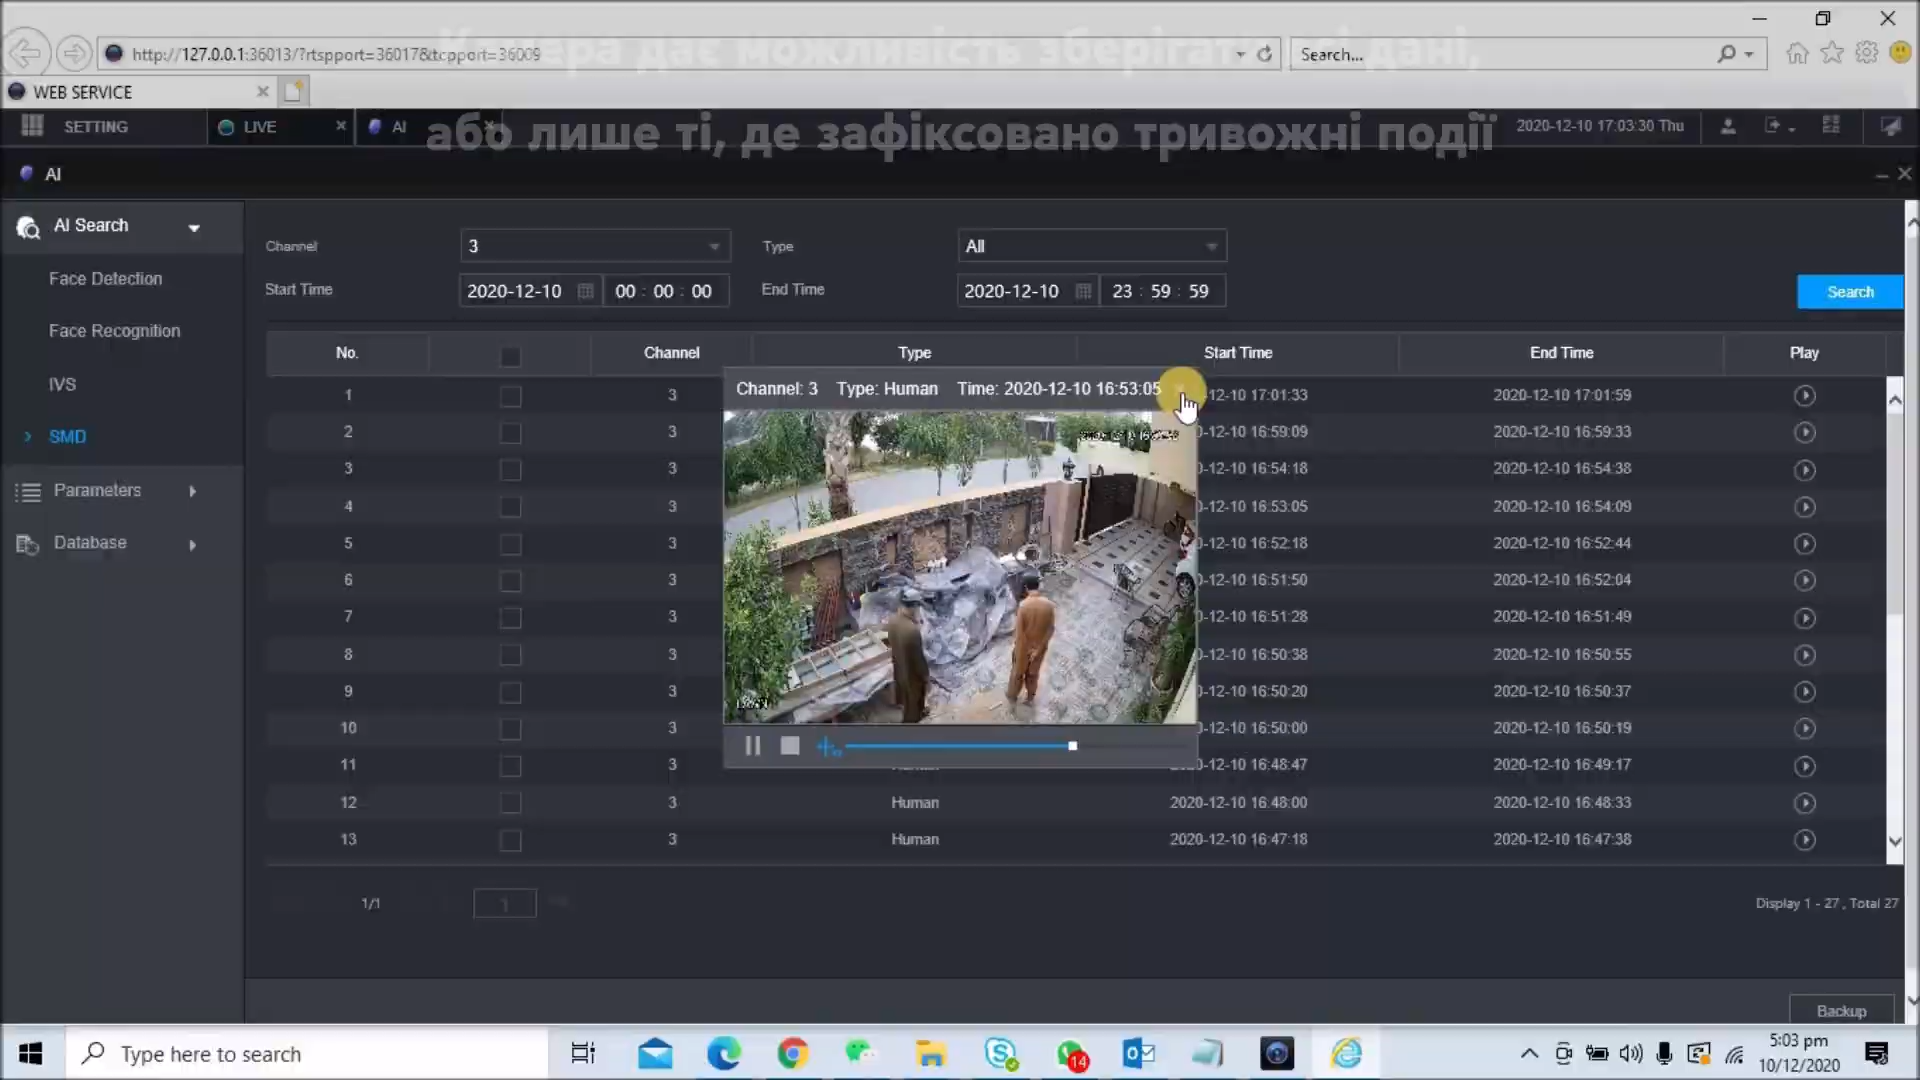 Камера дає можливість зберігати всі дані,
http://127.0.0.1:36013/?rtspport=36017&tcpport=36009
Search...
WEB SERVICE
SETTING
LIVE
AI
або лише ті, де зафіксовано тривожні події
2020-12-10 17:03:30 Thu
AI
AI Search
Face Detection
Face Recognition
IVS
SMD
Parameters
Database
Channel 3 Type All
Start Time 2020-12-10 00 : 00 : 00 End Time 2020-12-10 23 : 59 : 59
Search
No. Channel Type Start Time End Time Play
Channel: 3 Type: Human Time: 2020-12-10 16:53:05
1 3 -12-10 17:01:33 2020-12-10 17:01:59
2 3 -12-10 16:59:09 2020-12-10 16:59:33
3 3 -12-10 16:54:18 2020-12-10 16:54:38
4 3 -12-10 16:53:05 2020-12-10 16:54:09
5 3 -12-10 16:52:18 2020-12-10 16:52:44
6 3 -12-10 16:51:50 2020-12-10 16:52:04
7 3 -12-10 16:51:28 2020-12-10 16:51:49
8 3 -12-10 16:50:38 2020-12-10 16:50:55
9 3 -12-10 16:50:20 2020-12-10 16:50:37
10 3 -12-10 16:50:00 2020-12-10 16:50:19
11 3 -12-10 16:48:47 2020-12-10 16:49:17
12 3 Human 2020-12-10 16:48:00 2020-12-10 16:48:33
13 3 Human 2020-12-10 16:47:18 2020-12-10 16:47:38
1/1 1
Display 1 - 27 , Total 27
Backup
Type here to search
14
5:03 pm
10/12/2020